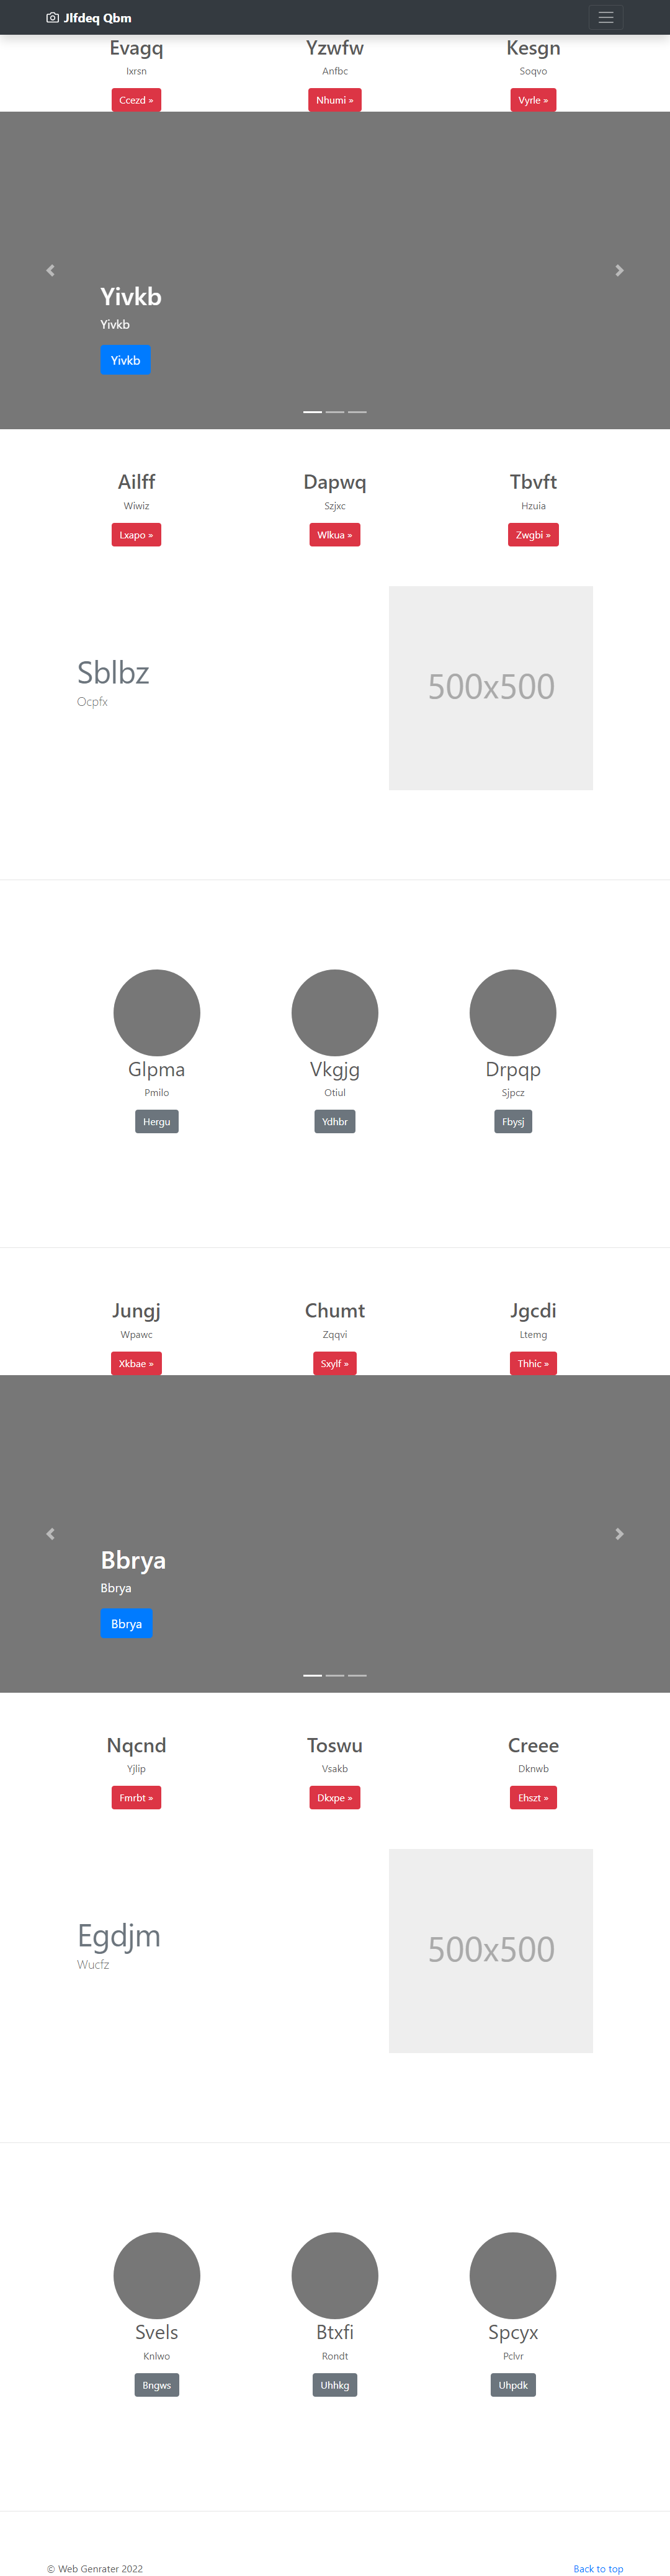 Jlfdeq Qbm
Evagq Yzwfw Kesgn
Ixrsn Anfbc Soqvo
Ccezd » Nhumi » Vyrle »
Yivkb
Yivkb
Yivkb
Ailff Dapwq Tbvft
Wiwiz Szjxc Hzuia
Lxapo » Wlkua » Zwgbi »
Sblbz
Ocpfx
500x500
Glpma Vkgjg Drpqp
Pmilo Otiul Sjpcz
Hergu Ydhbr Fbysj
Jungj Chumt Jgcdi
Wpawc Zqqvi Ltemg
Xkbae » Sxylf » Thhic »
Bbrya
Bbrya
Bbrya
Nqcnd Toswu Creee
Yjlip Vsakb Dknwb
Fmrbt » Dkxpe » Ehszt »
Egdjm
Wucfz
500x500
Svels Btxfi Spcyx
Knlwo Rondt Pclvr
Bngws Uhhkg Uhpdk
© Web Genrater 2022 Back to top